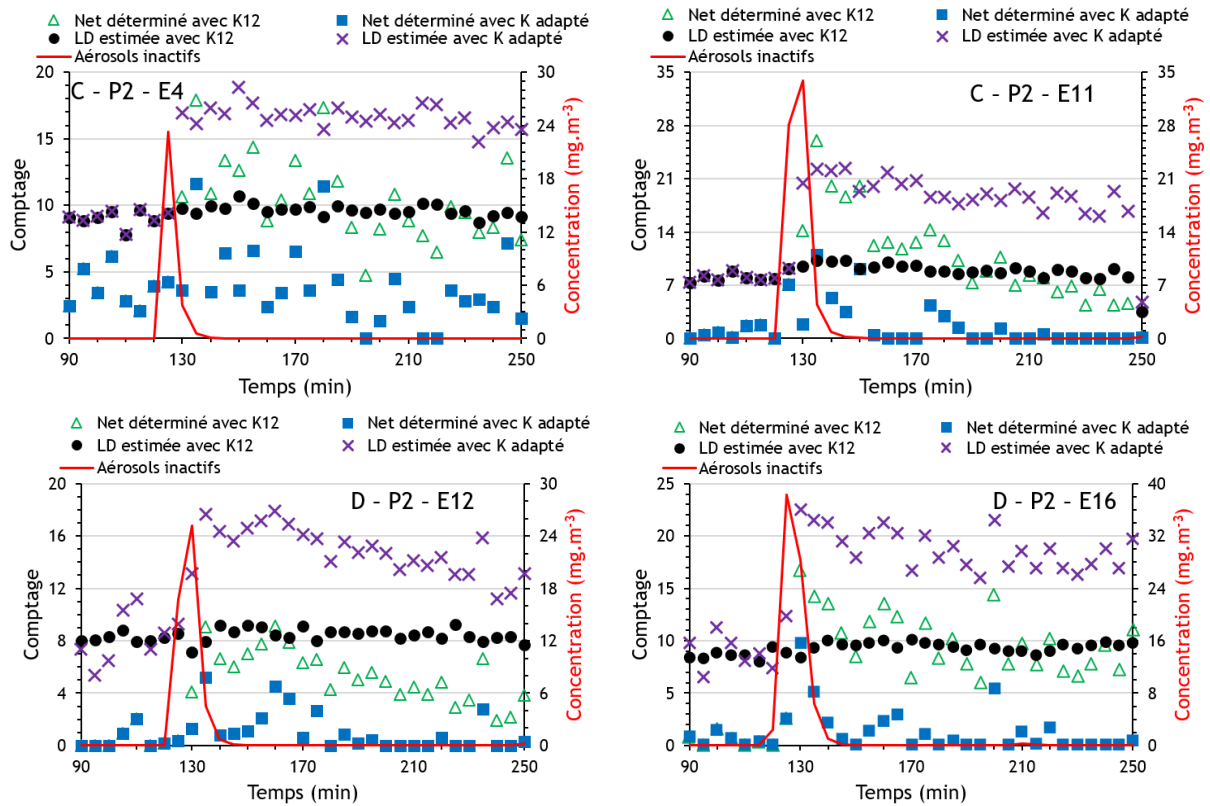 Net déterminé avec K12
Net déterminé avec K adapté
LD estimée avec K12
LD estimée avec K adapté
Aérosols inactifs
C - P2 - E4
Comptage
20
15
10
5
0
Concentration (mg.m-3)
30
24
18
12
6
0
90
130
170
210
250
Temps (min)
Net déterminé avec K12
Net déterminé avec K adapté
LD estimée avec K12
LD estimée avec K adapté
Aérosols inactifs
C - P2 - E11
Comptage
35
28
21
14
7
0
Concentration (mg.m-3)
35
28
21
14
7
0
90
130
170
210
250
Temps (min)
Net déterminé avec K12
Net déterminé avec K adapté
LD estimée avec K12
LD estimée avec K adapté
Aérosols inactifs
D - P2 - E12
Comptage
20
16
12
8
4
0
Concentration (mg.m-3)
30
24
18
12
6
0
90
130
170
210
250
Temps (min)
Net déterminé avec K12
Net déterminé avec K adapté
LD estimée avec K12
LD estimée avec K adapté
Aérosols inactifs
D - P2 - E16
Comptage
25
20
15
10
5
0
Concentration (mg.m-3)
40
32
24
16
8
0
90
130
170
210
250
Temps (min)